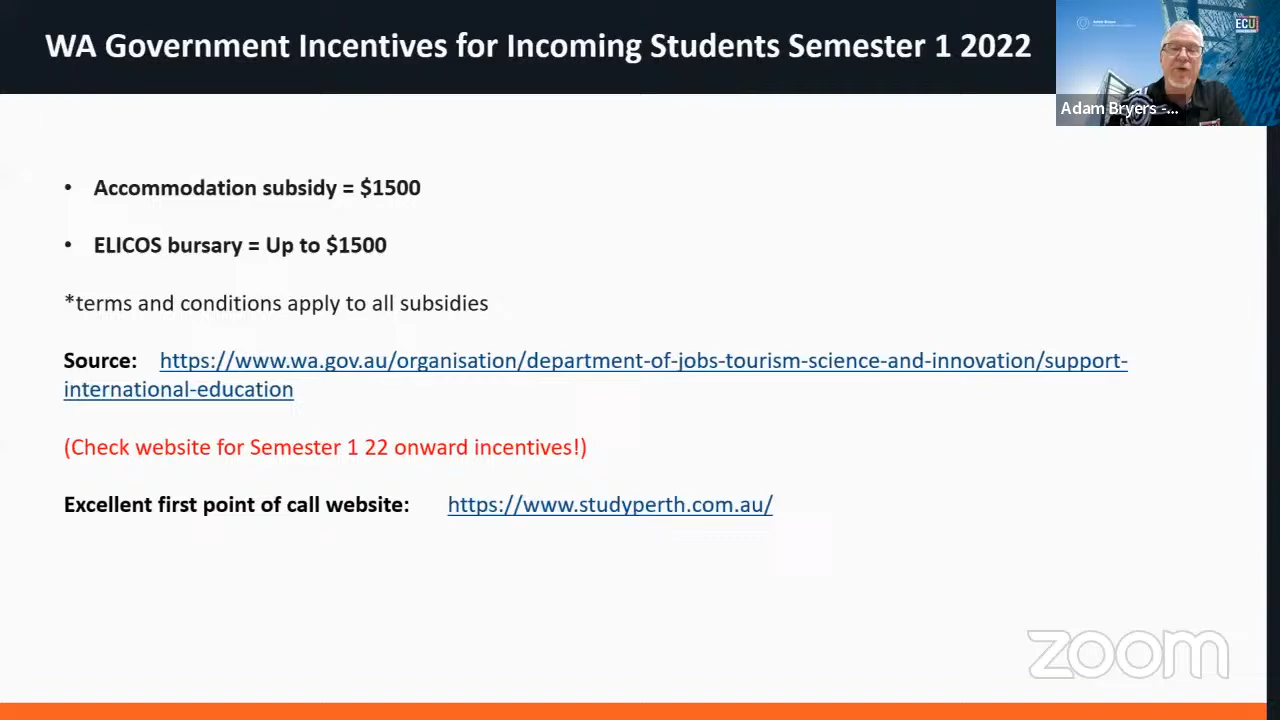 WA Government Incentives for Incoming Students Semester 1 2022
ECU
Adam Bryers -...
• Accommodation subsidy = $1500
• ELICOS bursary = Up to $1500
*terms and conditions apply to all subsidies
Source: https://www.wa.gov.au/organisation/department-of-jobs-tourism-science-and-innovation/support-
international-education
(Check website for Semester 1 22 onward incentives!)
Excellent first point of call website: https://www.studyperth.com.au/
zoom